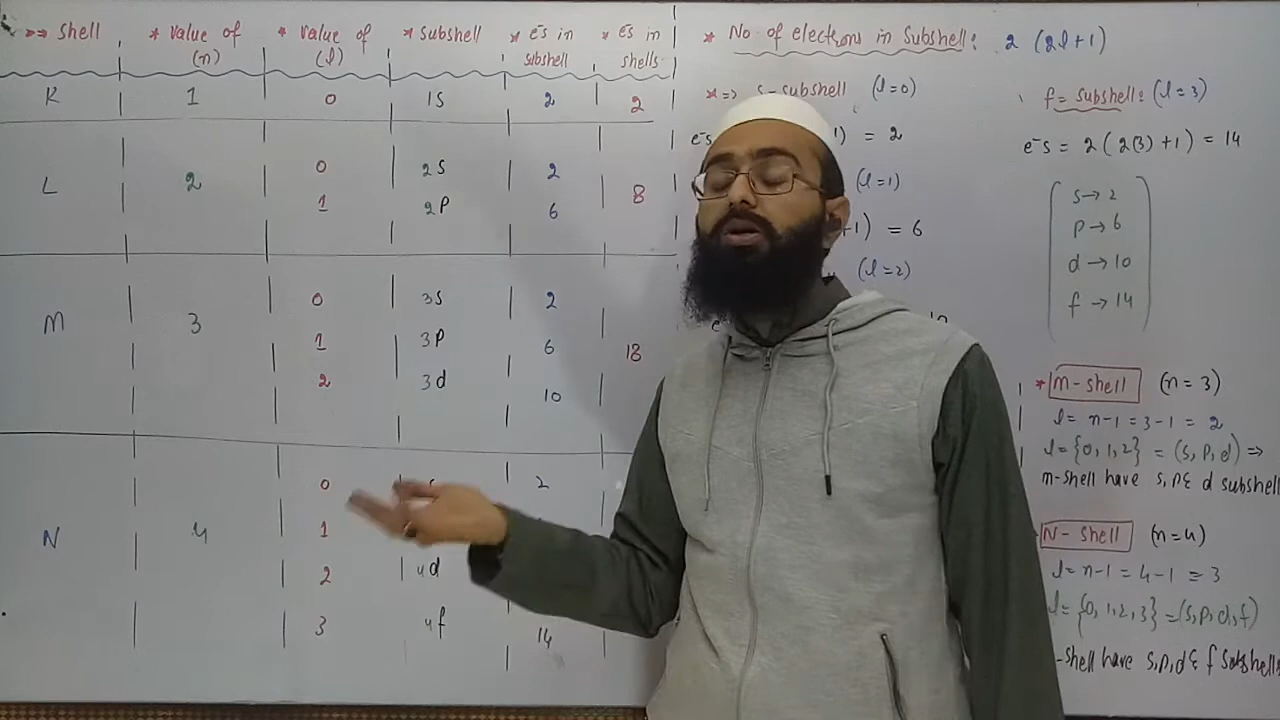 →→ Shell * Value of (n) * Value of (l) * Subshell * e⁻s in subshell * e⁻s in shells
K 1 0 1s 2 2
L 2 0 2s 2 8
1 2p 6
M 3 0 3s 2 18
1 3p 6
2 3d 10
N 4 0 s 2
1
2 4d
3 4f 14
* No. of electrons in Subshell: 2 (2l+1)
*=> s-subshell (l=0)
e⁻s 1) = 2
(l=1)
+1) = 6
(l=2)
f-subshell: (l=3)
e⁻s = 2(2(3)+1) = 14
s→2
p→6
d→10
f→14
* M-shell (n=3)
l= n-1 = 3-1 = 2
l={0,1,2} = (s,p,d) =>
M-shell have s,p & d subshell
N-shell (n=4)
l= n-1 = 4-1 = 3
l={0,1,2,3} =(s,p,d,f)
-shell have s,p,d & f subshells